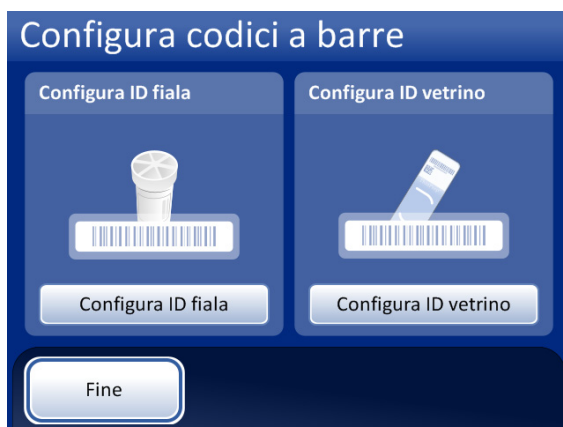 Configura codici a barre
Configura ID fiala
Configura ID vetrino
Configura ID fiala
Configura ID vetrino
Fine